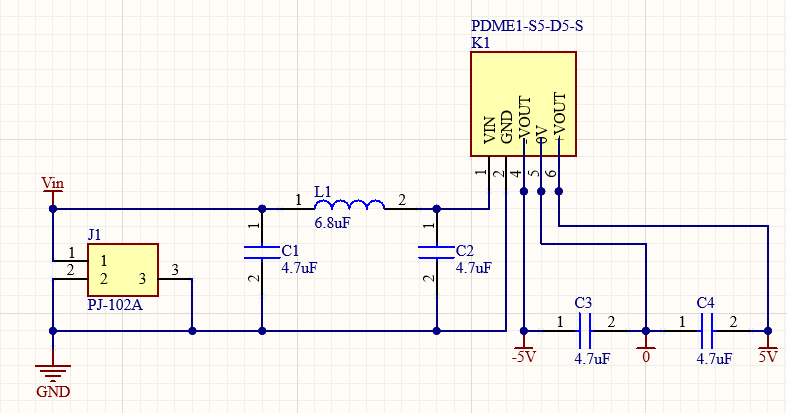 PDME1-S5-D5-S
K1
VIN
GND
-VOUT
0V
+VOUT
1
2
4
5
6
Vin
1
L1
2
6.8uF
J1
1
2
1
2
3
3
PJ-102A
1
C1
4.7uF
2
1
C2
4.7uF
2
C3
1
2
4.7uF
C4
1
2
4.7uF
-5V
0
5V
GND